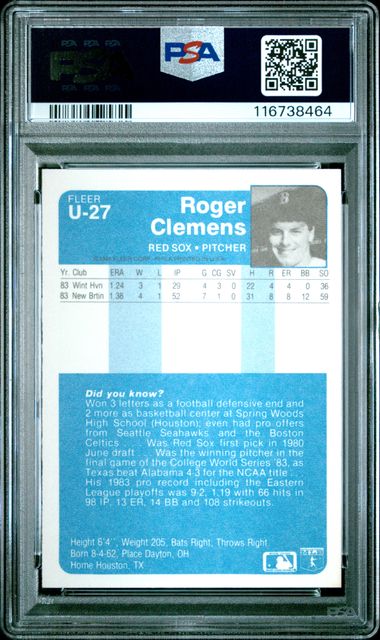 PSA
116738464
FLEER
U-27
Roger
Clemens
RED SOX • PITCHER
©1984 FLEER CORP. PHILA PRINTED IN U.S.A.
Yr. Club ERA W L IP G CG SV H R ER BB SO
83 Wint Hvn 1.24 3 1 29 4 3 0 22 4 4 0 36
83 New Brtin 1.36 4 1 52 7 1 0 31 8 8 12 59
Did you know?
Won 3 letters as a football defensive end and
2 more as basketball center at Spring Woods
High School (Houston); even had pro offers
from Seattle Seahawks and the Boston
Celtics . . . Was Red Sox first pick in 1980
June draft . . . Was the winning pitcher in the
final game of the College World Series '83, as
Texas beat Alabama 4-3 for the NCAA title . . .
His 1983 pro record including the Eastern
League playoffs was 9-2, 1.19 with 66 hits in
98 IP, 13 ER, 14 BB and 108 strikeouts.
Height 6'4", Weight 205, Bats Right, Throws Right.
Born 8-4-62, Place Dayton, OH
Home Houston, TX